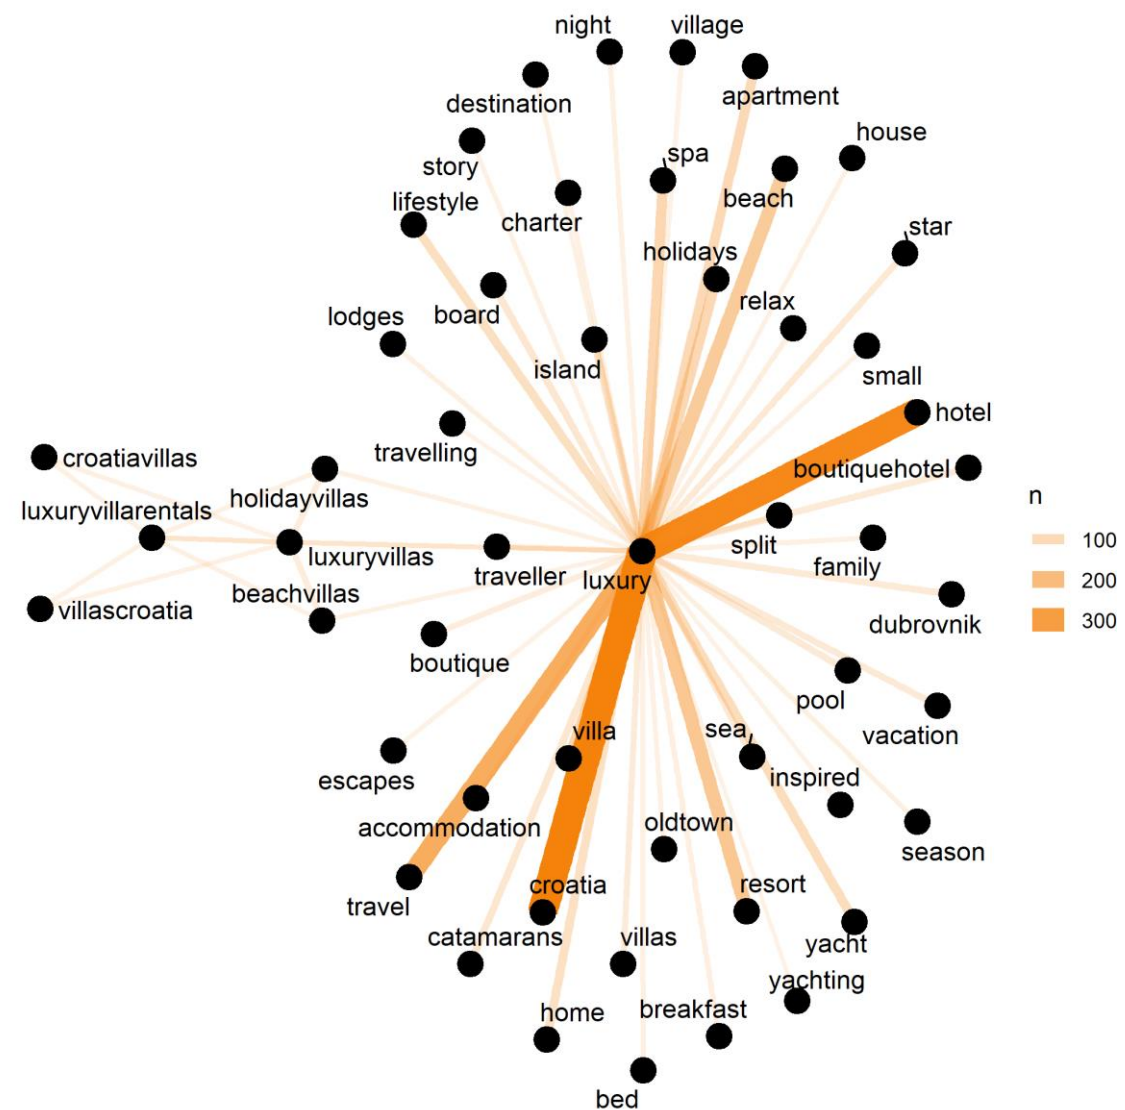 night
village
destination
apartment
house
story
spa
lifestyle
charter
beach
star
holidays
lodges
board
relax
island
small
hotel
travelling
croatiavillas
boutiquehotel
holidayvillas
n
luxuryvillarentals
100
luxuryvillas
split
family
traveller
luxury
200
beachvillas
villascroatia
dubrovnik
300
boutique
pool
villa
sea
vacation
escapes
inspired
accommodation
oldtown
season
travel
croatia
resort
catamarans
villas
yacht
yachting
home
breakfast
bed